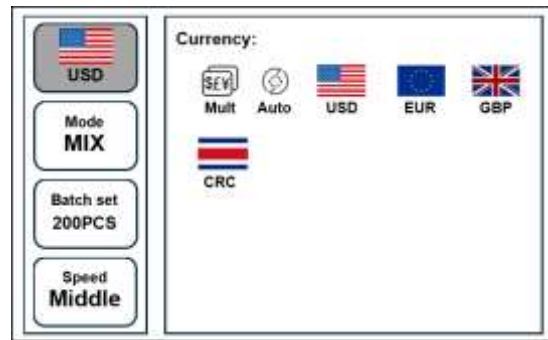 USD
Mode
MIX
Batch set
200PCS
Speed
Middle
Currency:
$£¥
Mult Auto USD EUR GBP
CRC